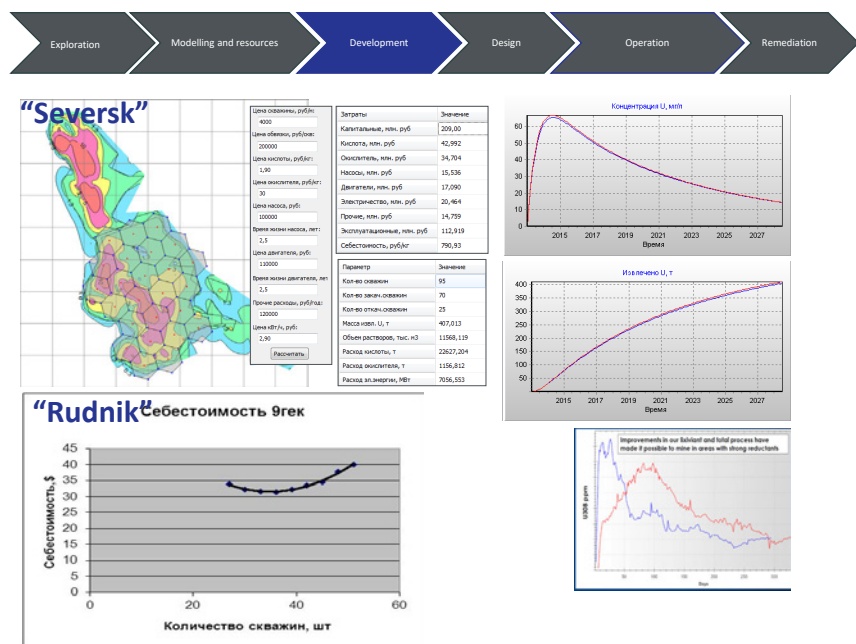 Exploration
Modelling and resources
Development
Design
Operation
Remediation
“Seversk”
Цена скважины, руб/м:
4000
Цена обвязки, руб/скв:
200000
Цена кислоты, руб/кг:
1,90
Цена окислителя, руб/кг:
30
Цена насоса, руб:
100000
Время жизни насоса, лет:
2,5
Цена двигателя, руб:
110000
Время жизни двигателя, ле
2,5
Прочие расходы, руб/год:
120000
Цена кВт/ч, руб:
2,90
Рассчитать
Затраты Значение
Капитальные, млн. руб 209,00
Кислота, млн. руб 42,992
Окислитель, млн. руб 34,704
Насосы, млн. руб 15,536
Двигатели, млн. руб 17,090
Электричество, млн. руб 20,464
Прочие, млн. руб 14,759
Эксплуатационные, млн. руб 112,919
Себестоимость, руб/кг 790,93
Параметр Значение
Кол-во скважин 95
Кол-во закач.скважин 70
Кол-во откач.скважин 25
Масса извл. U, т 407,013
Объем растворов, тыс. м3 11568,119
Расход кислоты, т 22627,204
Расход окислителя, т 1156,812
Расход эл.энергии, МВт 7056,553
Концентрация U, мг/л
60
50
40
30
20
10
0
2015 2017 2019 2021 2023 2025 2027
Время
Извлечено U, т
400
350
300
250
200
150
100
50
2015 2017 2019 2021 2023 2025 2027
Время
“Rudnik”
Себестоимость 9гек
Себестоимость,$
45
40
35
30
25
20
15
10
5
0
0 20 40 60
Количество скважин, шт
Improvements in our lixiviant and total process have
made it possible to mine in areas with strong reductants
U3O8 ppm
50 100 150 200 250 300
Days